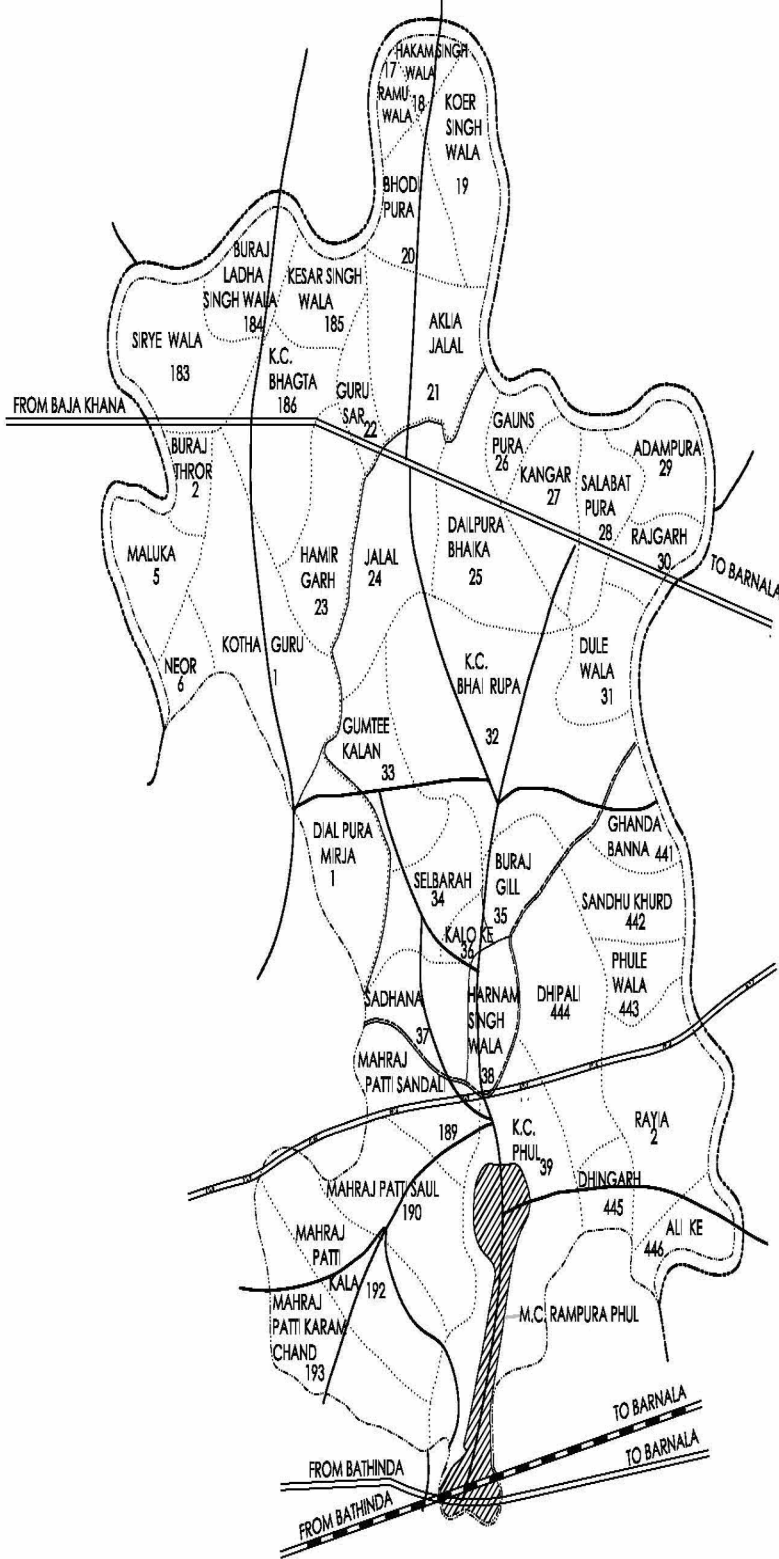 HAKAM SINGH
WALA
17
18
RAMU
WALA
KOER
SINGH
WALA
19
BHODI
PURA
20
BURAJ
LADHA
SINGH WALA
184
KESAR SINGH
WALA
185
SIRYE WALA
183
AKLIA
JALAL
21
K.C.
BHAGTA
186
GURU
SAR
22
FROM BAJA KHANA
GAUNS
PURA
26
KANGAR
27
SALABAT
PURA
28
ADAMPURA
29
RAJGARH
30
TO BARNALA
BURAJ
THROR
2
MALUKA
5
HAMIR
GARH
23
JALAL
24
DAILPURA
BHAIKA
25
NEOR
6
KOTHA GURU
1
K.C.
BHAI RUPA
32
DULE
WALA
31
GUMTEE
KALAN
33
DIAL PURA
MIRJA
1
SELBARAH
34
BURAJ
GILL
35
GHANDA
BANNA 441
SANDHU KHURD
442
KALO KE
36
PHULE
WALA
443
SADHANA
37
HARNAM
SINGH
WALA
38
DHIPALI
444
MAHRAJ
PATTI SANDALI
189
K.C.
PHUL
39
RAYIA
2
DHINGARH
445
MAHRAJ PATTI SAUL
190
ALI KE
446
MAHRAJ
PATTI
KALA
192
MAHRAJ
PATTI KARAM
CHAND
193
M.C. RAMPURA PHUL
TO BARNALA
TO BARNALA
FROM BATHINDA
FROM BATHINDA